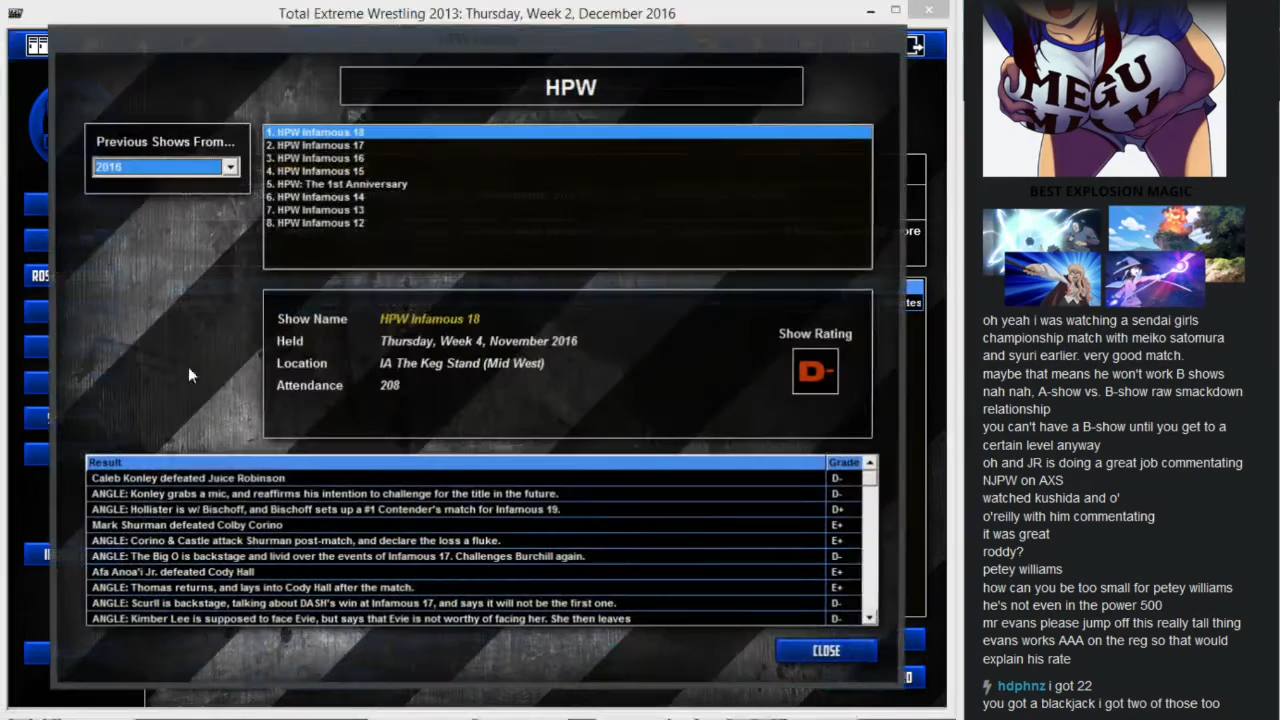 Total Extreme Wrestling 2013: Thursday, Week 2, December 2016
HPW
Previous Shows From...
2016
1. HPW Infamous 18
2. HPW Infamous 17
3. HPW Infamous 16
4. HPW Infamous 15
5. HPW: The 1st Anniversary
6. HPW Infamous 14
7. HPW Infamous 13
8. HPW Infamous 12
ore
ROS
tes
Show Name HPW Infamous 18
Held Thursday, Week 4, November 2016
Location IA The Keg Stand (Mid West)
Attendance 208
Show Rating
D-
Result Grade
Caleb Konley defeated Juice Robinson D-
ANGLE: Konley grabs a mic, and reaffirms his intention to challenge for the title in the future. D-
ANGLE: Hollister is w/ Bischoff, and Bischoff sets up a #1 Contender's match for Infamous 19. D+
Mark Shurman defeated Colby Corino E+
ANGLE: Corino & Castle attack Shurman post-match, and declare the loss a fluke. E+
ANGLE: The Big O is backstage and livid over the events of Infamous 17. Challenges Burchill again. D-
Afa Anoa'i Jr. defeated Cody Hall E+
ANGLE: Thomas returns, and lays into Cody Hall after the match. E+
ANGLE: Scurll is backstage, talking about DASH's win at Infamous 17, and says it will not be the first one. D-
ANGLE: Kimber Lee is supposed to face Evie, but says that Evie is not worthy of facing her. She then leaves D-
CLOSE
MEGU
BEST EXPLOSION MAGIC
oh yeah i was watching a sendai girls
championship match with meiko satomura
and syuri earlier. very good match.
maybe that means he won't work B shows
nah nah, A-show vs. B-show raw smackdown
relationship
you can't have a B-show until you get to a
certain level anyway
oh and JR is doing a great job commentating
NJPW on AXS
watched kushida and o'
o'reilly with him commentating
it was great
roddy?
petey williams
how can you be too small for petey williams
he's not even in the power 500
mr evans please jump off this really tall thing
evans works AAA on the reg so that would
explain his rate
hdphnz i got 22
you got a blackjack i got two of those too